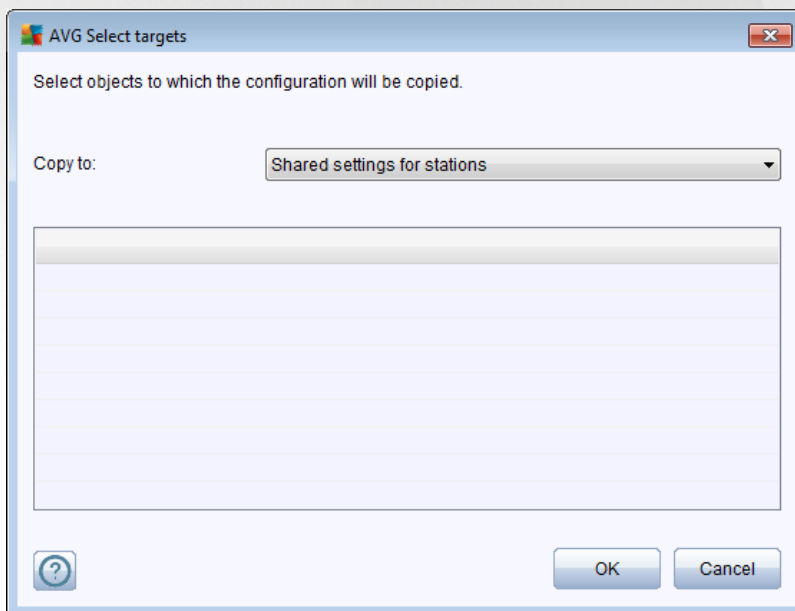 AVG Select targets
Select objects to which the configuration will be copied.
Copy to:
Shared settings for stations
?
OK
Cancel